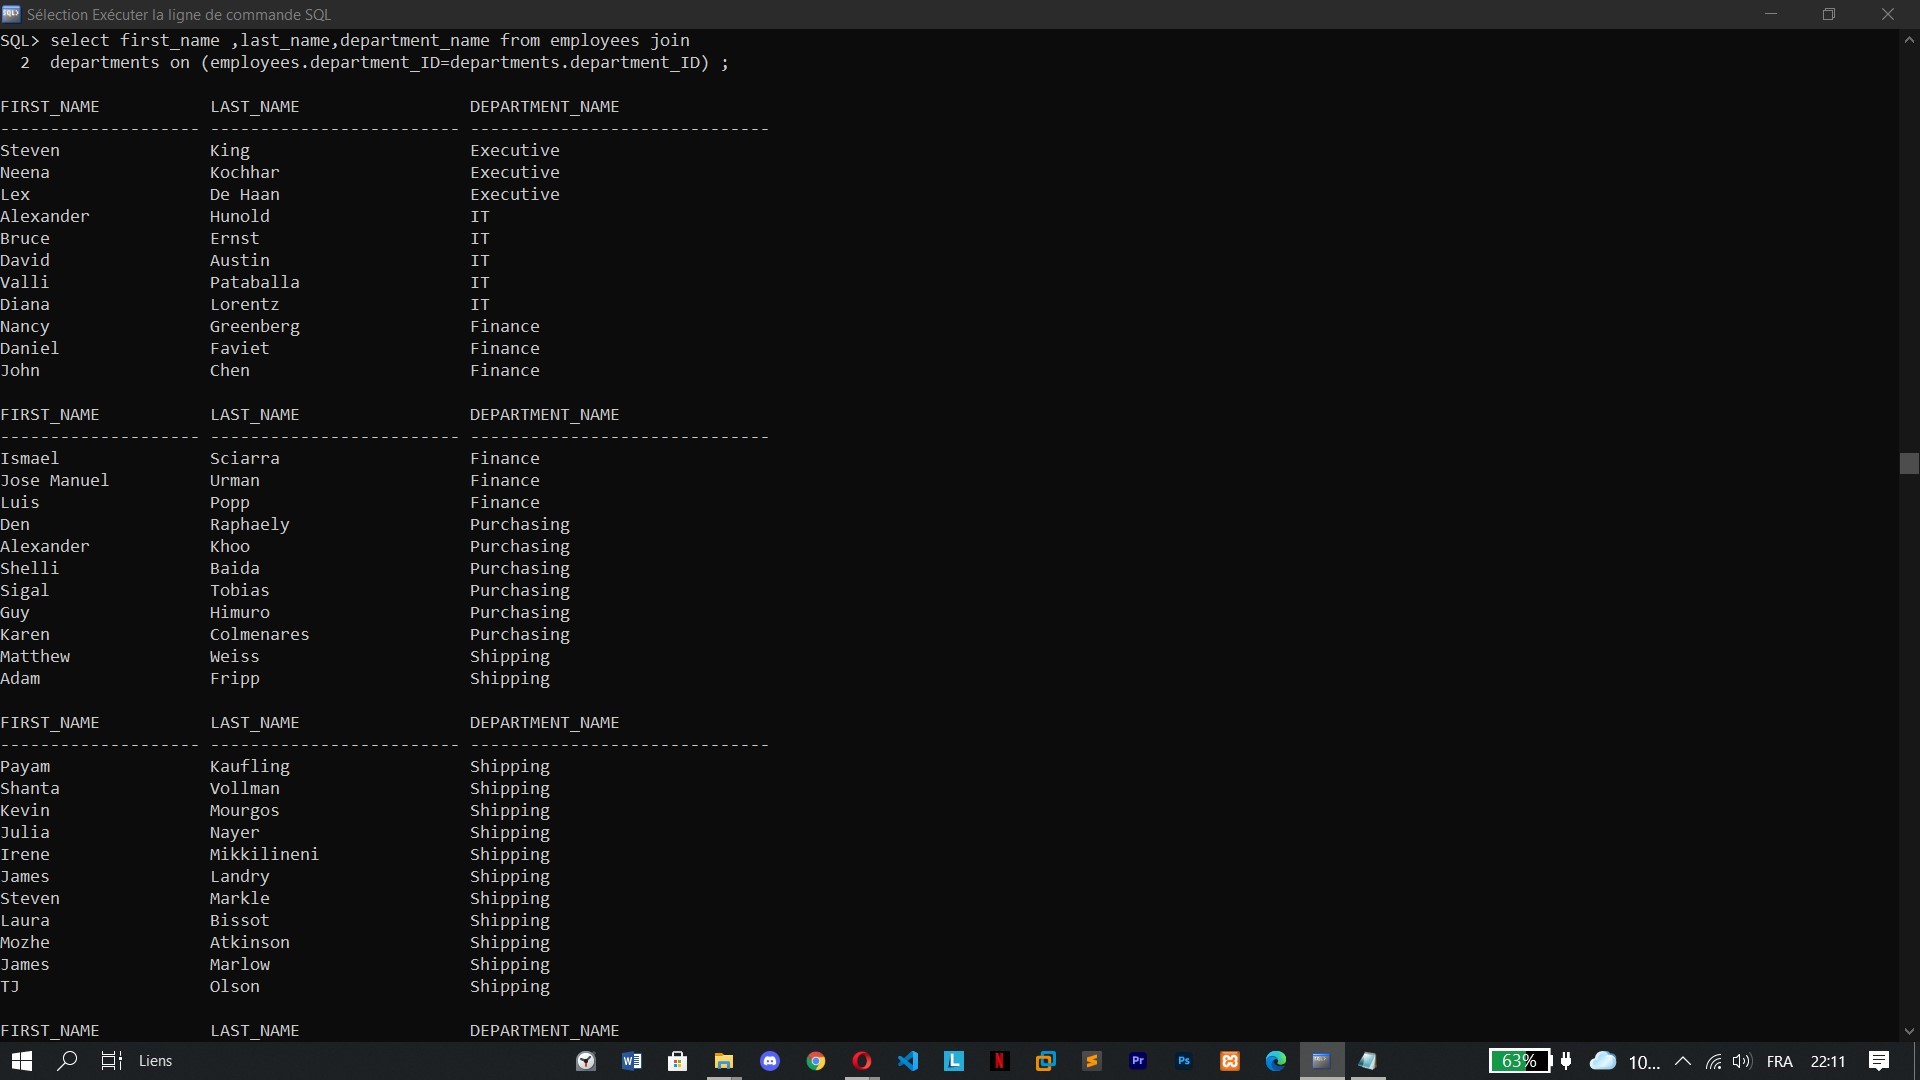 Sélection Exécuter la ligne de commande SQL
SQL> select first_name ,last_name,department_name from employees join
  2  departments on (employees.department_ID=departments.department_ID) ;
FIRST_NAME           LAST_NAME                 DEPARTMENT_NAME
-------------------- ------------------------- ------------------------------
Steven               King                      Executive
Neena                Kochhar                   Executive
Lex                  De Haan                   Executive
Alexander            Hunold                    IT
Bruce                Ernst                     IT
David                Austin                    IT
Valli                Pataballa                 IT
Diana                Lorentz                   IT
Nancy                Greenberg                 Finance
Daniel               Faviet                    Finance
John                 Chen                      Finance
FIRST_NAME           LAST_NAME                 DEPARTMENT_NAME
-------------------- ------------------------- ------------------------------
Ismael               Sciarra                   Finance
Jose Manuel          Urman                     Finance
Luis                 Popp                      Finance
Den                  Raphaely                  Purchasing
Alexander            Khoo                      Purchasing
Shelli               Baida                     Purchasing
Sigal                Tobias                    Purchasing
Guy                  Himuro                    Purchasing
Karen                Colmenares                Purchasing
Matthew              Weiss                     Shipping
Adam                 Fripp                     Shipping
FIRST_NAME           LAST_NAME                 DEPARTMENT_NAME
-------------------- ------------------------- ------------------------------
Payam                Kaufling                  Shipping
Shanta               Vollman                   Shipping
Kevin                Mourgos                   Shipping
Julia                Nayer                     Shipping
Irene                Mikkilineni               Shipping
James                Landry                    Shipping
Steven               Markle                    Shipping
Laura                Bissot                    Shipping
Mozhe                Atkinson                  Shipping
James                Marlow                    Shipping
TJ                   Olson                     Shipping
FIRST_NAME           LAST_NAME                 DEPARTMENT_NAME
Liens L N Pr Ps 63% 10... FRA 22:11